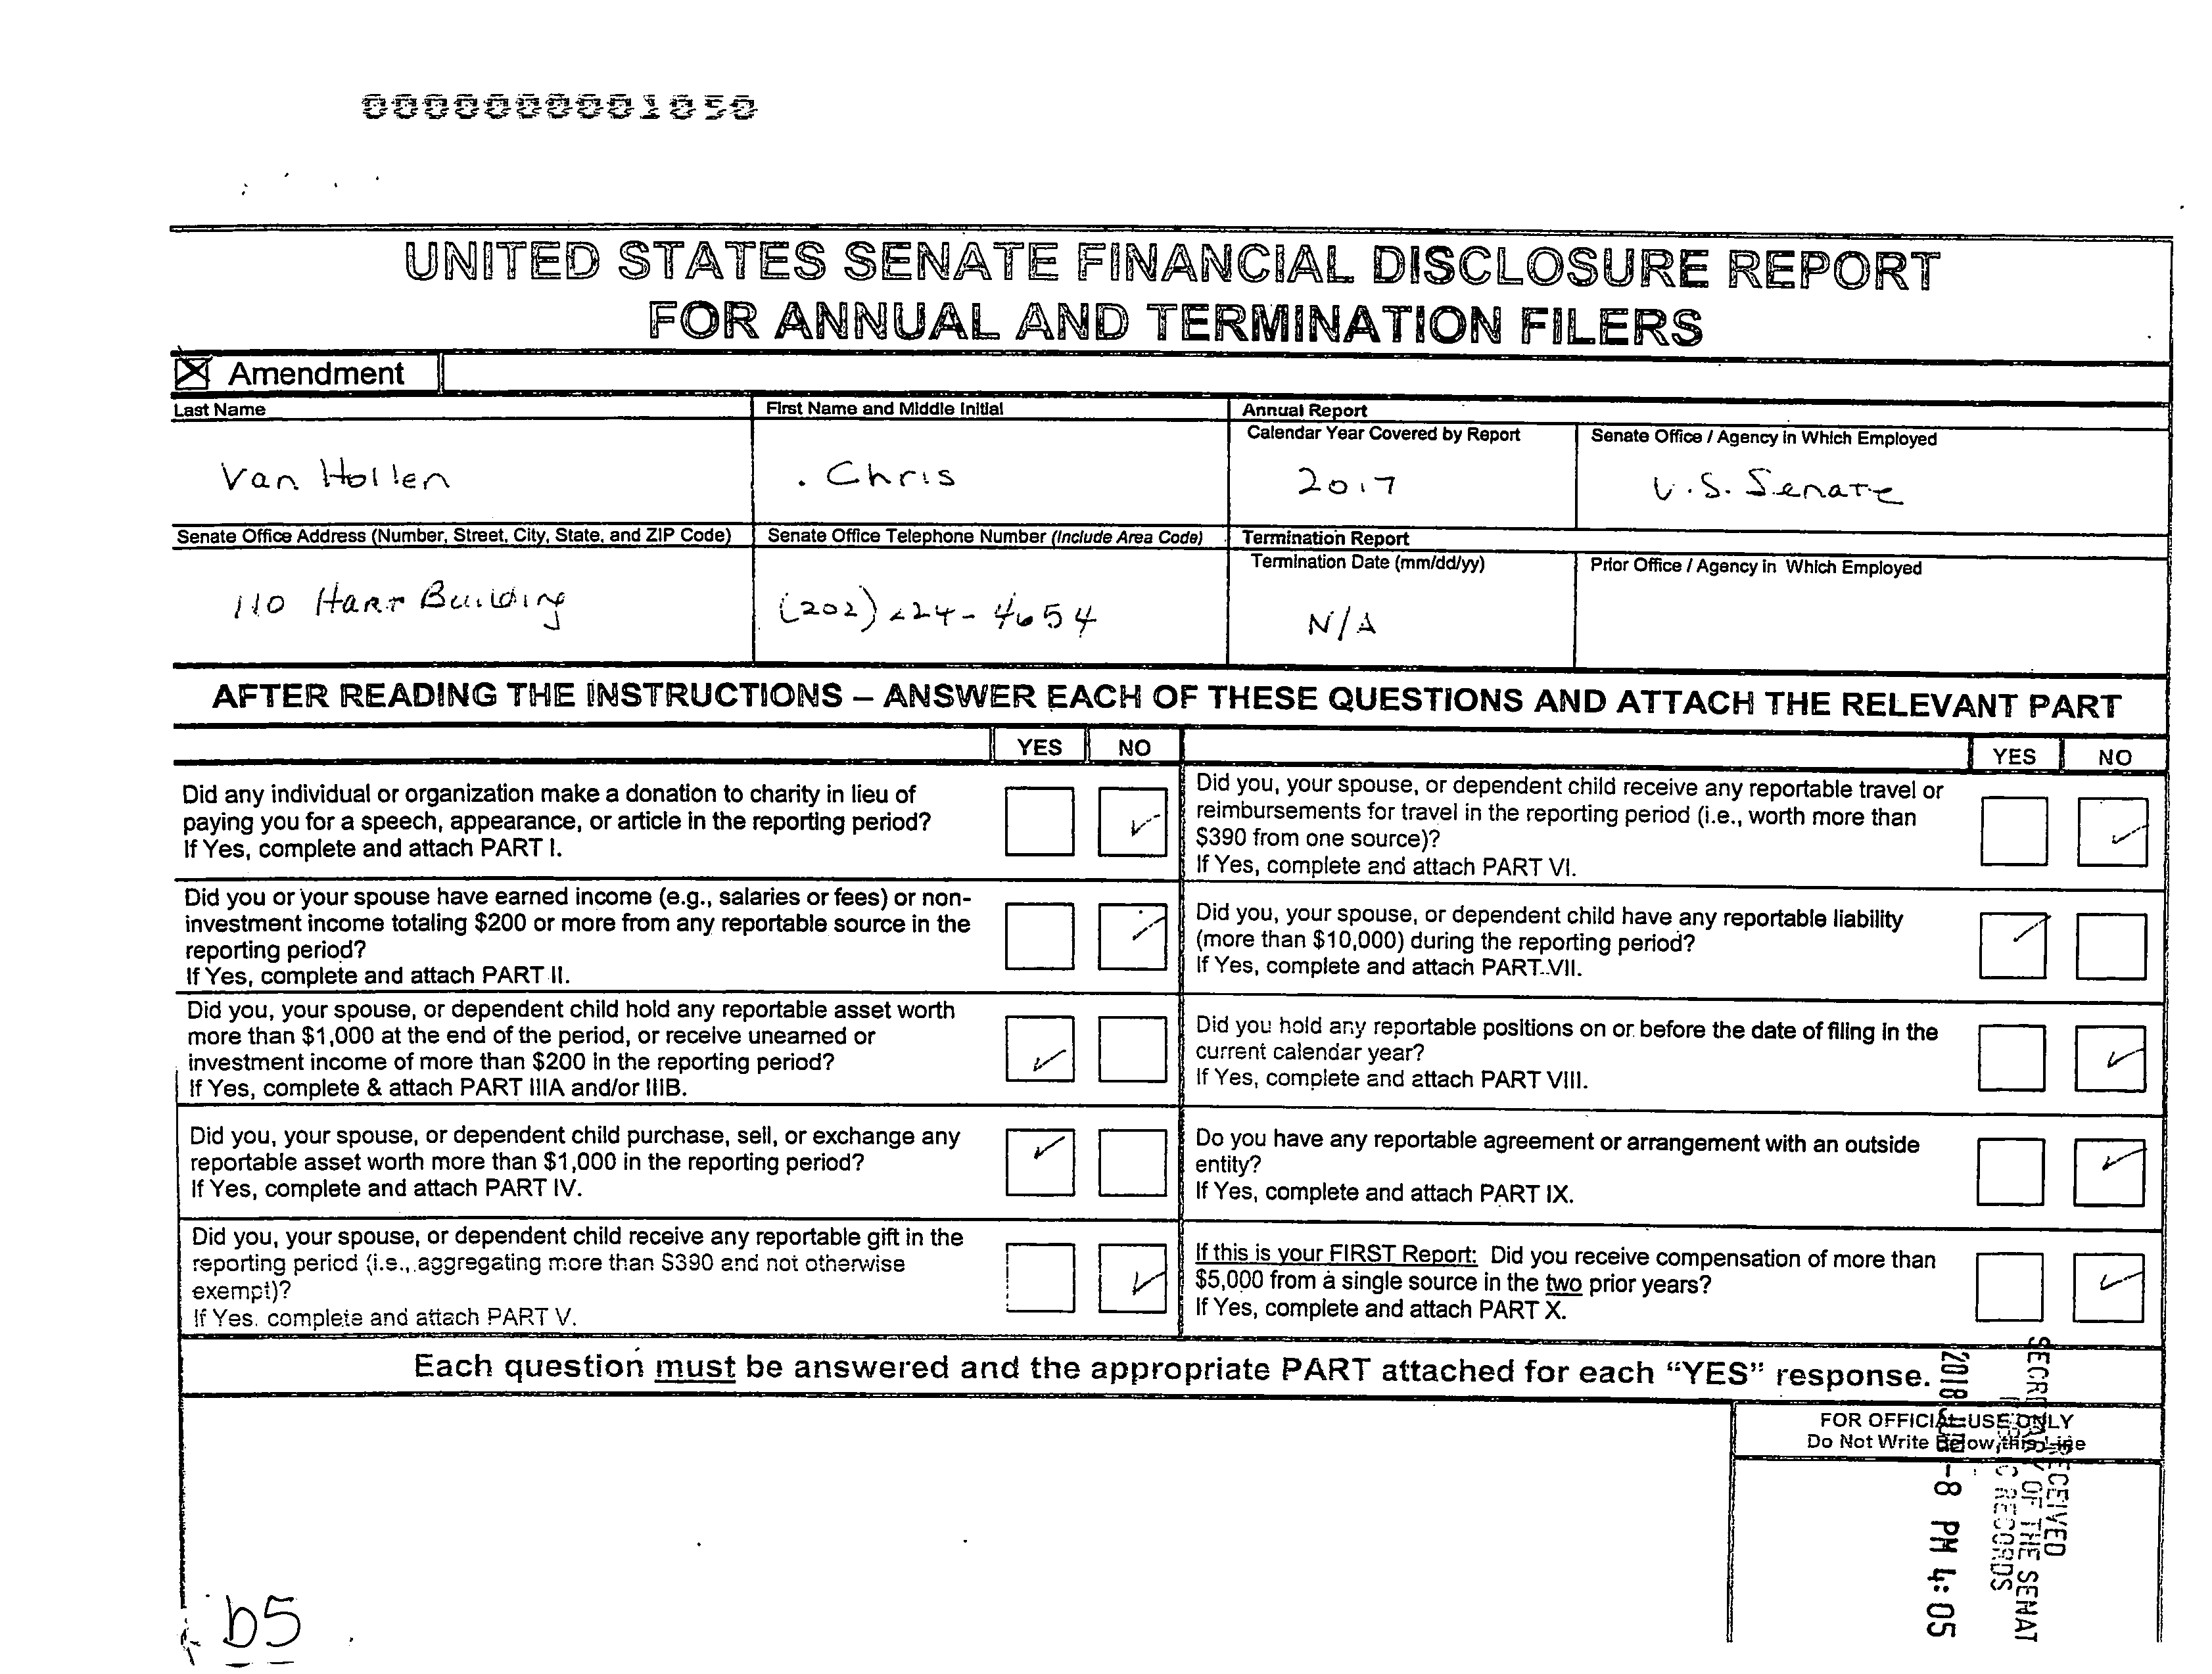 0000000001050
UNITED STATES SENATE FINANCIAL DISCLOSURE REPORT
FOR ANNUAL AND TERMINATION FILERS
Amendment
Last Name
First Name and Middle Initial
Annual Report
Calendar Year Covered by Report
Senate Office / Agency in Which Employed
Van Hollen
Chris
2017
U.S. Senate
Senate Office Address (Number, Street, City, State, and ZIP Code)
Senate Office Telephone Number (Include Area Code)
Termination Report
Termination Date (mm/dd/yy)
Prior Office / Agency in Which Employed
110 Hart Building
(202) 224-4654
N/A
AFTER READING THE INSTRUCTIONS – ANSWER EACH OF THESE QUESTIONS AND ATTACH THE RELEVANT PART
YES NO
YES NO
Did any individual or organization make a donation to charity in lieu of
paying you for a speech, appearance, or article in the reporting period?
If Yes, complete and attach PART I.
Did you, your spouse, or dependent child receive any reportable travel or
reimbursements for travel in the reporting period (i.e., worth more than
$390 from one source)?
If Yes, complete and attach PART VI.
Did you or your spouse have earned income (e.g., salaries or fees) or non-
investment income totaling $200 or more from any reportable source in the
reporting period?
If Yes, complete and attach PART II.
Did you, your spouse, or dependent child have any reportable liability
(more than $10,000) during the reporting period?
If Yes, complete and attach PART VII.
Did you, your spouse, or dependent child hold any reportable asset worth
more than $1,000 at the end of the period, or receive unearned or
investment income of more than $200 in the reporting period?
If Yes, complete & attach PART IIIA and/or IIIB.
Did you hold any reportable positions on or before the date of filing in the
current calendar year?
If Yes, complete and attach PART VIII.
Did you, your spouse, or dependent child purchase, sell, or exchange any
reportable asset worth more than $1,000 in the reporting period?
If Yes, complete and attach PART IV.
Do you have any reportable agreement or arrangement with an outside
entity?
If Yes, complete and attach PART IX.
Did you, your spouse, or dependent child receive any reportable gift in the
reporting period (i.e., aggregating more than $390 and not otherwise
exempt)?
If Yes, complete and attach PART V.
If this is your FIRST Report: Did you receive compensation of more than
$5,000 from a single source in the two prior years?
If Yes, complete and attach PART X.
Each question must be answered and the appropriate PART attached for each “YES” response.
FOR OFFICIAL USE ONLY
Do Not Write Below this Line
RECEIVED
SECRETARY OF THE SENAT
RECORDS
2018 JUN -8 PM 4: 05
b5